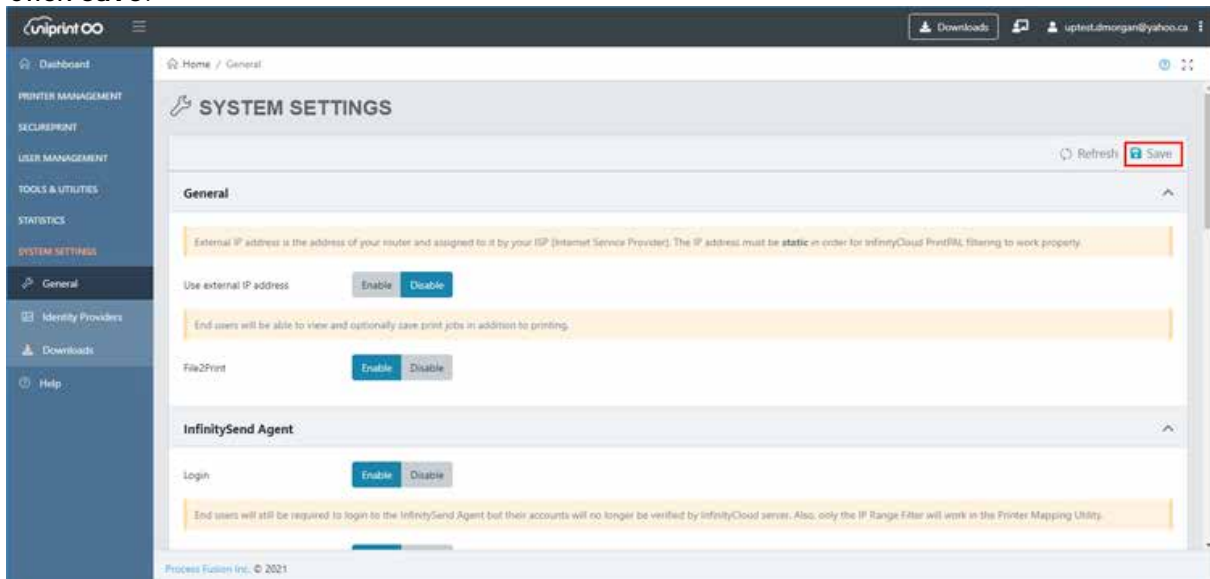 uniprint
Downloads
uptest.dmorgan@yahoo.ca
Dashboard
Home / General
PRINTER MANAGEMENT
SYSTEM SETTINGS
SECUREPRINT
USER MANAGEMENT
Refresh
Save
TOOLS & UTILITIES
General
STATISTICS
External IP address is the address of your router and assigned to it by your ISP (Internet Service Provider). The IP address must be static in order for InfinityCloud PrintPAL filtering to work properly.
SYSTEM SETTINGS
General
Use external IP address
Enable
Disable
Identity Providers
End users will be able to view and optionally save print jobs in addition to printing.
Downloads
File2Print
Enable
Disable
Help
InfinitySend Agent
Login
Enable
Disable
End users will still be required to login to the InfinitySend Agent but their accounts will no longer be verified by InfinityCloud server. Also, only the IP Range Filter will work in the Printer Mapping Utility.
Process Fusion Inc. © 2021